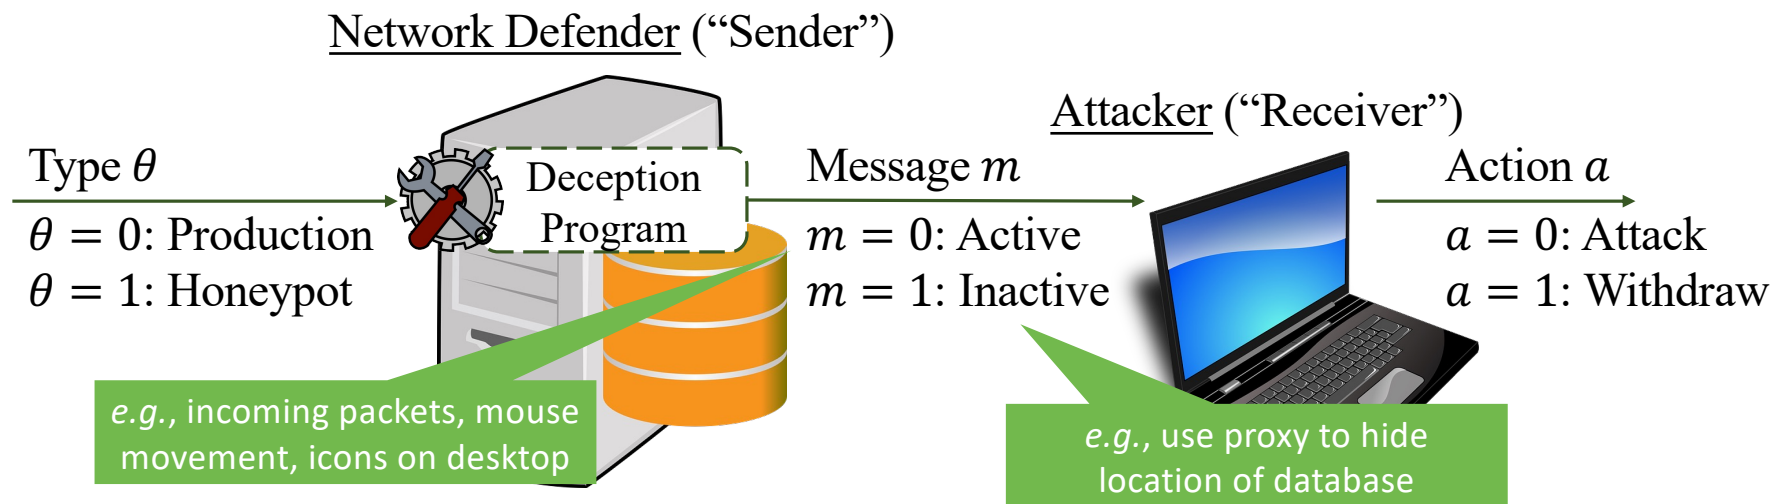 Network Defender (“Sender”)
Attacker (“Receiver”)
Type θ
θ = 0: Production
θ = 1: Honeypot
Deception
Program
Message m
m = 0: Active
m = 1: Inactive
Action a
a = 0: Attack
a = 1: Withdraw
e.g., incoming packets, mouse
movement, icons on desktop
e.g., use proxy to hide
location of database